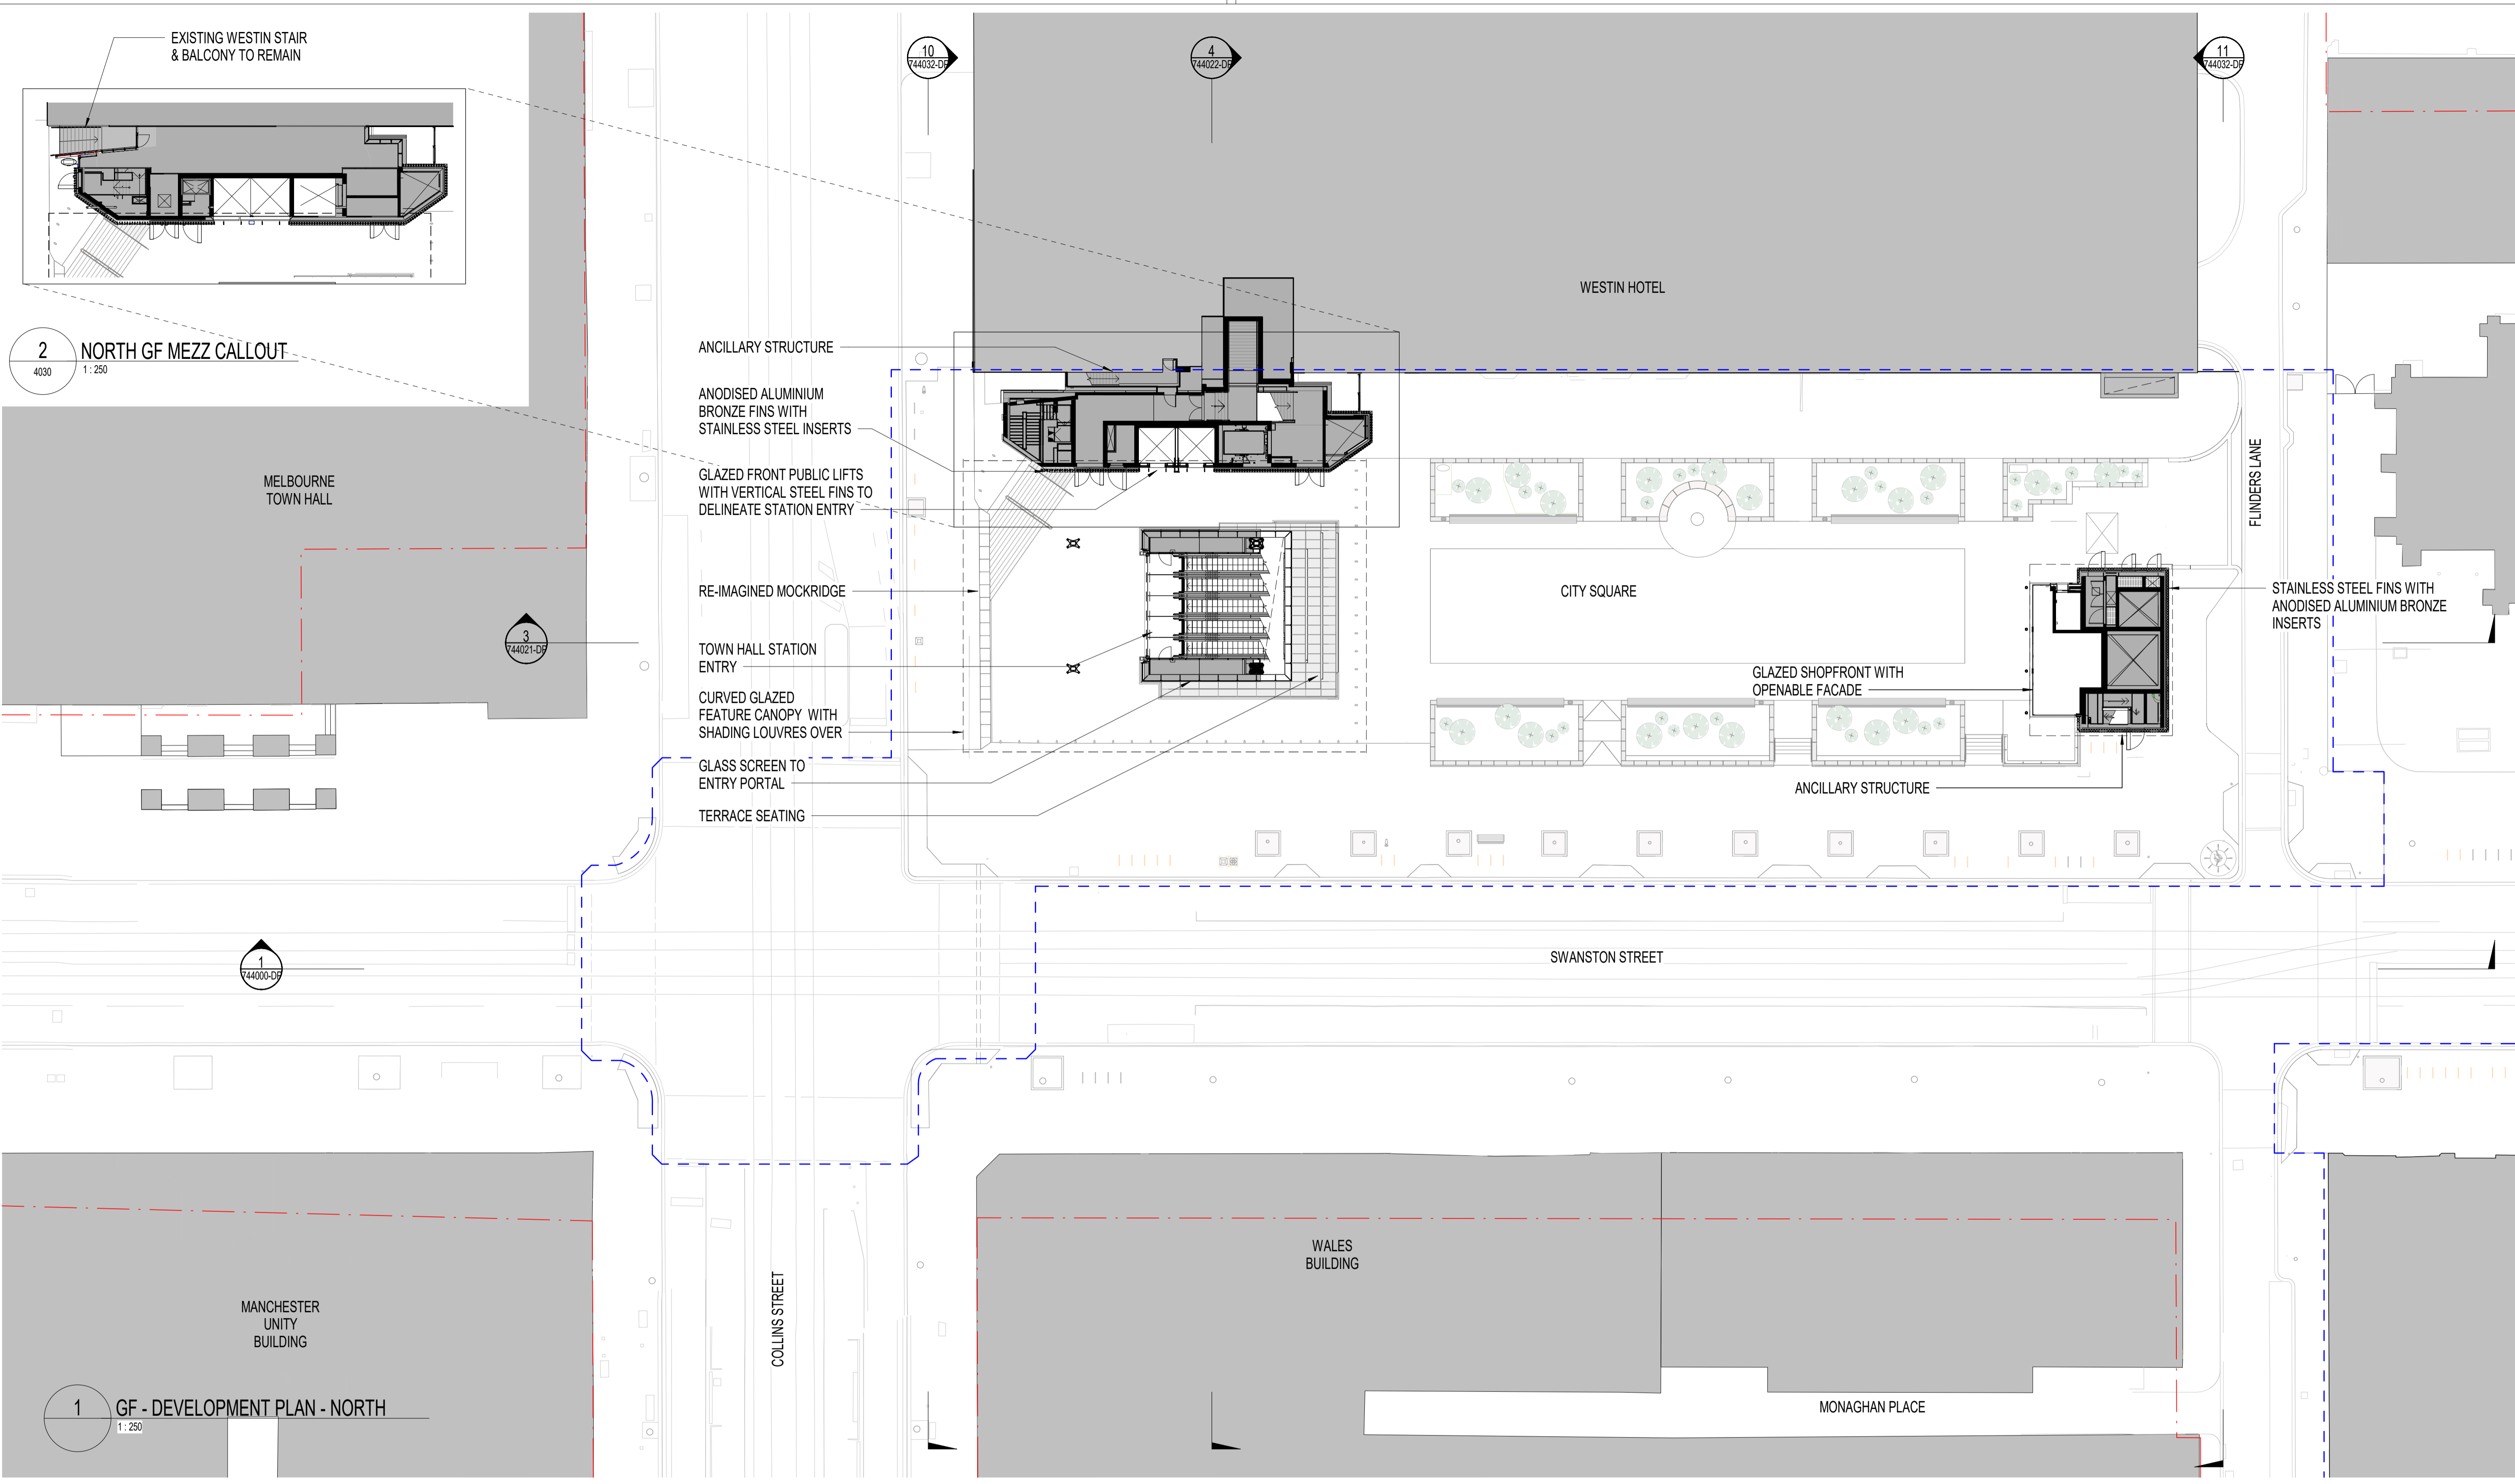 EXISTING WESTIN STAIR
& BALCONY TO REMAIN
10
744032-DP
4
744022-DP
11
744032-DP
2
4030
NORTH GF MEZZ CALLOUT
1 : 250
WESTIN HOTEL
ANCILLARY STRUCTURE
ANODISED ALUMINIUM
BRONZE FINS WITH
STAINLESS STEEL INSERTS
GLAZED FRONT PUBLIC LIFTS
WITH VERTICAL STEEL FINS TO
DELINEATE STATION ENTRY
MELBOURNE
TOWN HALL
FLINDERS LANE
RE-IMAGINED MOCKRIDGE
CITY SQUARE
STAINLESS STEEL FINS WITH
ANODISED ALUMINIUM BRONZE
INSERTS
3
744021-DP
TOWN HALL STATION
ENTRY
GLAZED SHOPFRONT WITH
OPENABLE FACADE
CURVED GLAZED
FEATURE CANOPY WITH
SHADING LOUVRES OVER
GLASS SCREEN TO
ENTRY PORTAL
ANCILLARY STRUCTURE
TERRACE SEATING
1
744000-DP
SWANSTON STREET
WALES
BUILDING
MANCHESTER
UNITY
BUILDING
COLLINS STREET
1
GF - DEVELOPMENT PLAN - NORTH
1 : 250
MONAGHAN PLACE